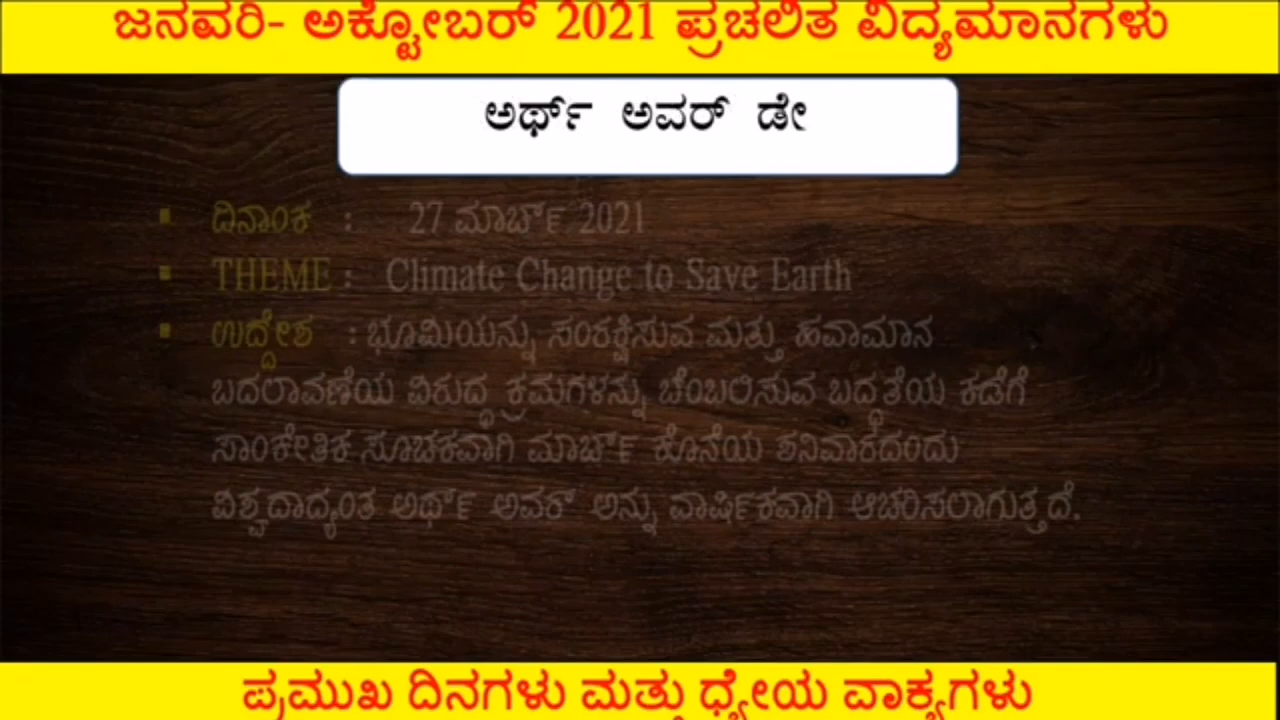 ಜನವರಿ- ಅಕ್ಟೋಬರ್ 2021 ಪ್ರಚಲಿತ ವಿದ್ಯಮಾನಗಳು
ಅರ್ಥ್ ಅವರ್ ಡೇ
▪ ದಿನಾಂಕ : 27 ಮಾರ್ಚ್ 2021
▪ THEME : Climate Change to Save Earth
▪ ಉದ್ದೇಶ : ಭೂಮಿಯನ್ನು ಸಂರಕ್ಷಿಸುವ ಮತ್ತು ಹವಾಮಾನ
ಬದಲಾವಣೆಯ ವಿರುದ್ಧ ಕ್ರಮಗಳನ್ನು ಬೆಂಬಲಿಸುವ ಬದ್ಧತೆಯ ಕಡೆಗೆ
ಸಾಂಕೇತಿಕ ಸೂಚಕವಾಗಿ ಮಾರ್ಚ್ ಕೊನೆಯ ಶನಿವಾರದಂದು
ವಿಶ್ವದಾದ್ಯಂತ ಅರ್ಥ್ ಅವರ್ ಅನ್ನು ವಾರ್ಷಿಕವಾಗಿ ಆಚರಿಸಲಾಗುತ್ತದೆ.
ಪ್ರಮುಖ ದಿನಗಳು ಮತ್ತು ಧ್ಯೇಯ ವಾಕ್ಯಗಳು